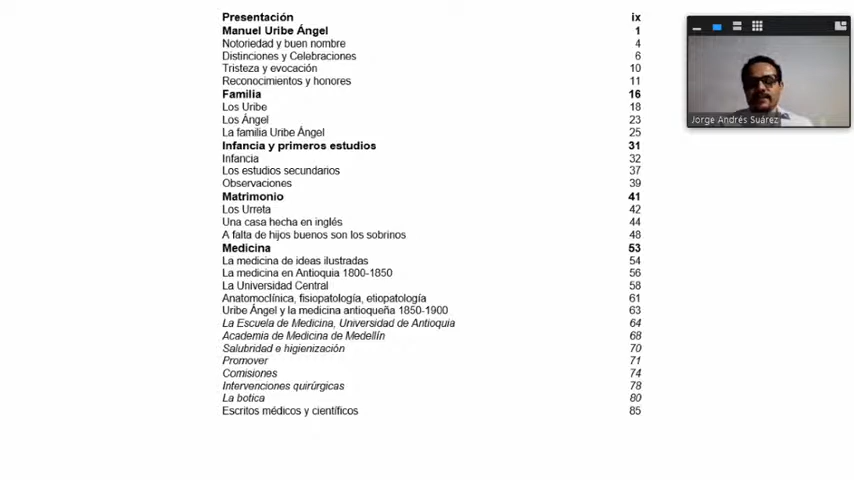 Presentación ix
Manuel Uribe Ángel 1
Notoriedad y buen nombre 4
Distinciones y Celebraciones 6
Tristeza y evocación 10
Reconocimientos y honores 11
Familia 16
Los Uribe 18
Los Ángel 23
La familia Uribe Ángel 25
Infancia y primeros estudios 31
Infancia 32
Los estudios secundarios 37
Observaciones 39
Matrimonio 41
Los Urreta 42
Una casa hecha en inglés 44
A falta de hijos buenos son los sobrinos 48
Medicina 53
La medicina de ideas ilustradas 54
La medicina en Antioquia 1800-1850 56
La Universidad Central 58
Anatomoclínica, fisiopatología, etiopatología 61
Uribe Ángel y la medicina antioqueña 1850-1900 63
La Escuela de Medicina, Universidad de Antioquia 64
Academia de Medicina de Medellín 68
Salubridad e higienización 70
Promover 71
Comisiones 74
Intervenciones quirúrgicas 78
La botica 80
Escritos médicos y científicos 85
Jorge Andrés Suárez